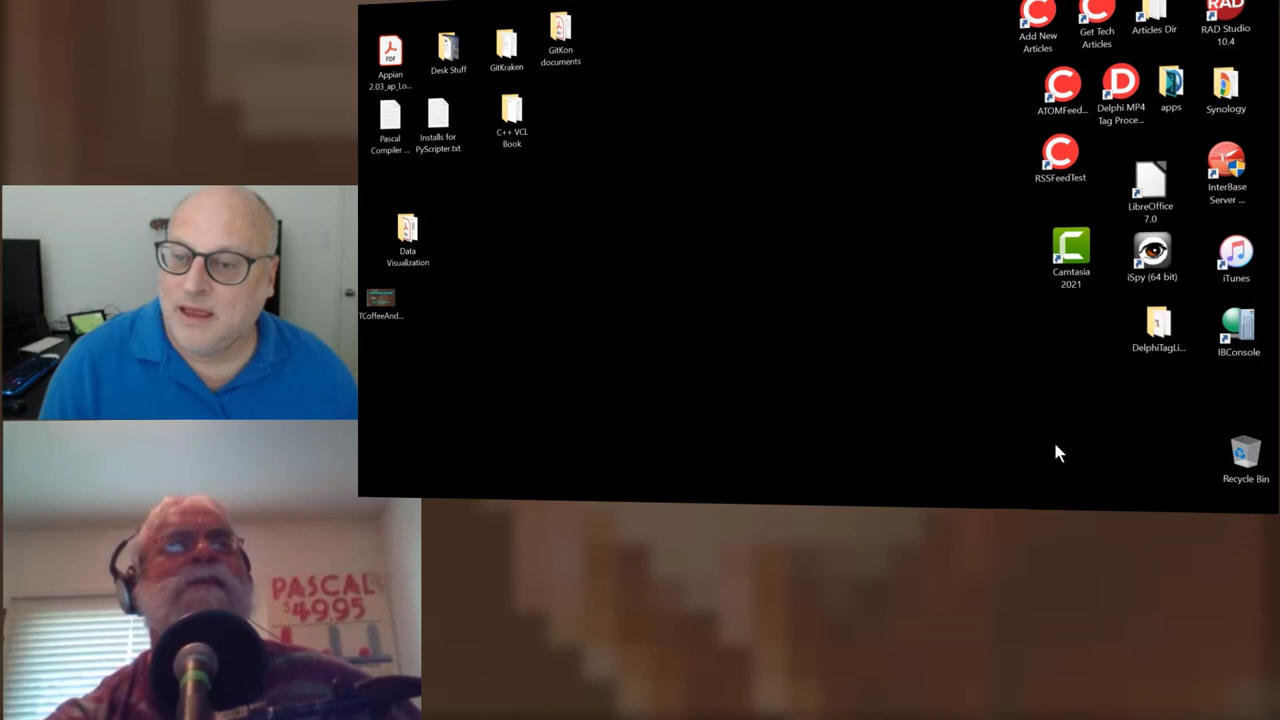 Appian
2.03_ap_Lo...
Desk Stuff
GitKraken
GitKon
documents
Pascal
Compiler ...
Installs for
PyScripter.txt
C++ VCL
Book
Data
Visualization
TCoffeeAnd...
Add New
Articles
Get Tech
Articles
Articles Dir
RAD
RAD Studio
10.4
ATOMFeed...
Delphi MP4
Tag Proce...
apps
Synology
RSSFeedTest
LibreOffice
7.0
InterBase
Server ...
Camtasia
2021
iSpy (64 bit)
iTunes
DelphiTagLi...
IBConsole
Recycle Bin
PDF
PASCAL
$49.95